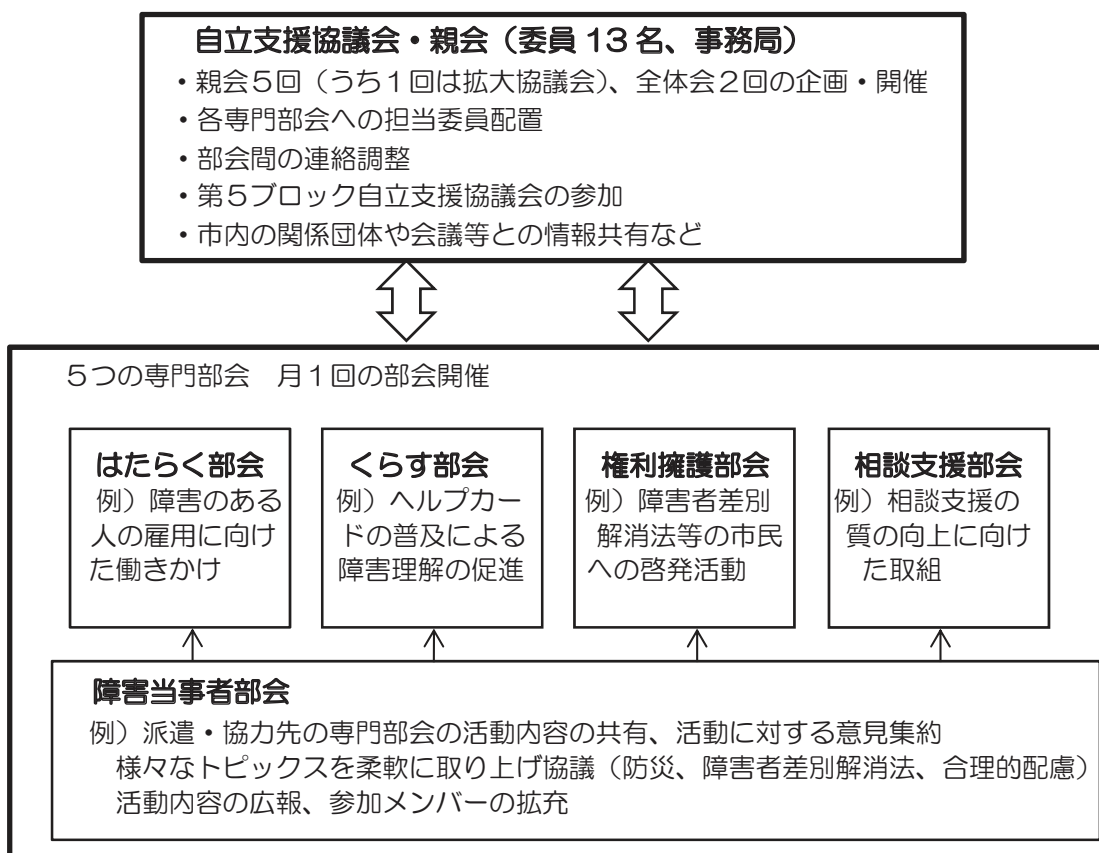 自立支援協議会・親会（委員 13 名、事務局）
・親会５回（うち１回は拡大協議会）、全体会２回の企画・開催
・各専門部会への担当委員配置
・部会間の連絡調整
・第５ブロック自立支援協議会の参加
・市内の関係団体や会議等との情報共有など
５つの専門部会　月１回の部会開催
はたらく部会
例）障害のある
人の雇用に向け
た働きかけ
くらす部会
例）ヘルプカー
ドの普及による
障害理解の促進
権利擁護部会
例）障害者差別
解消法等の市民
への啓発活動
相談支援部会
例）相談支援の
質の向上に向け
た取組
障害当事者部会
例）派遣・協力先の専門部会の活動内容の共有、活動に対する意見集約
様々なトピックスを柔軟に取り上げ協議（防災、障害者差別解消法、合理的配慮）
活動内容の広報、参加メンバーの拡充